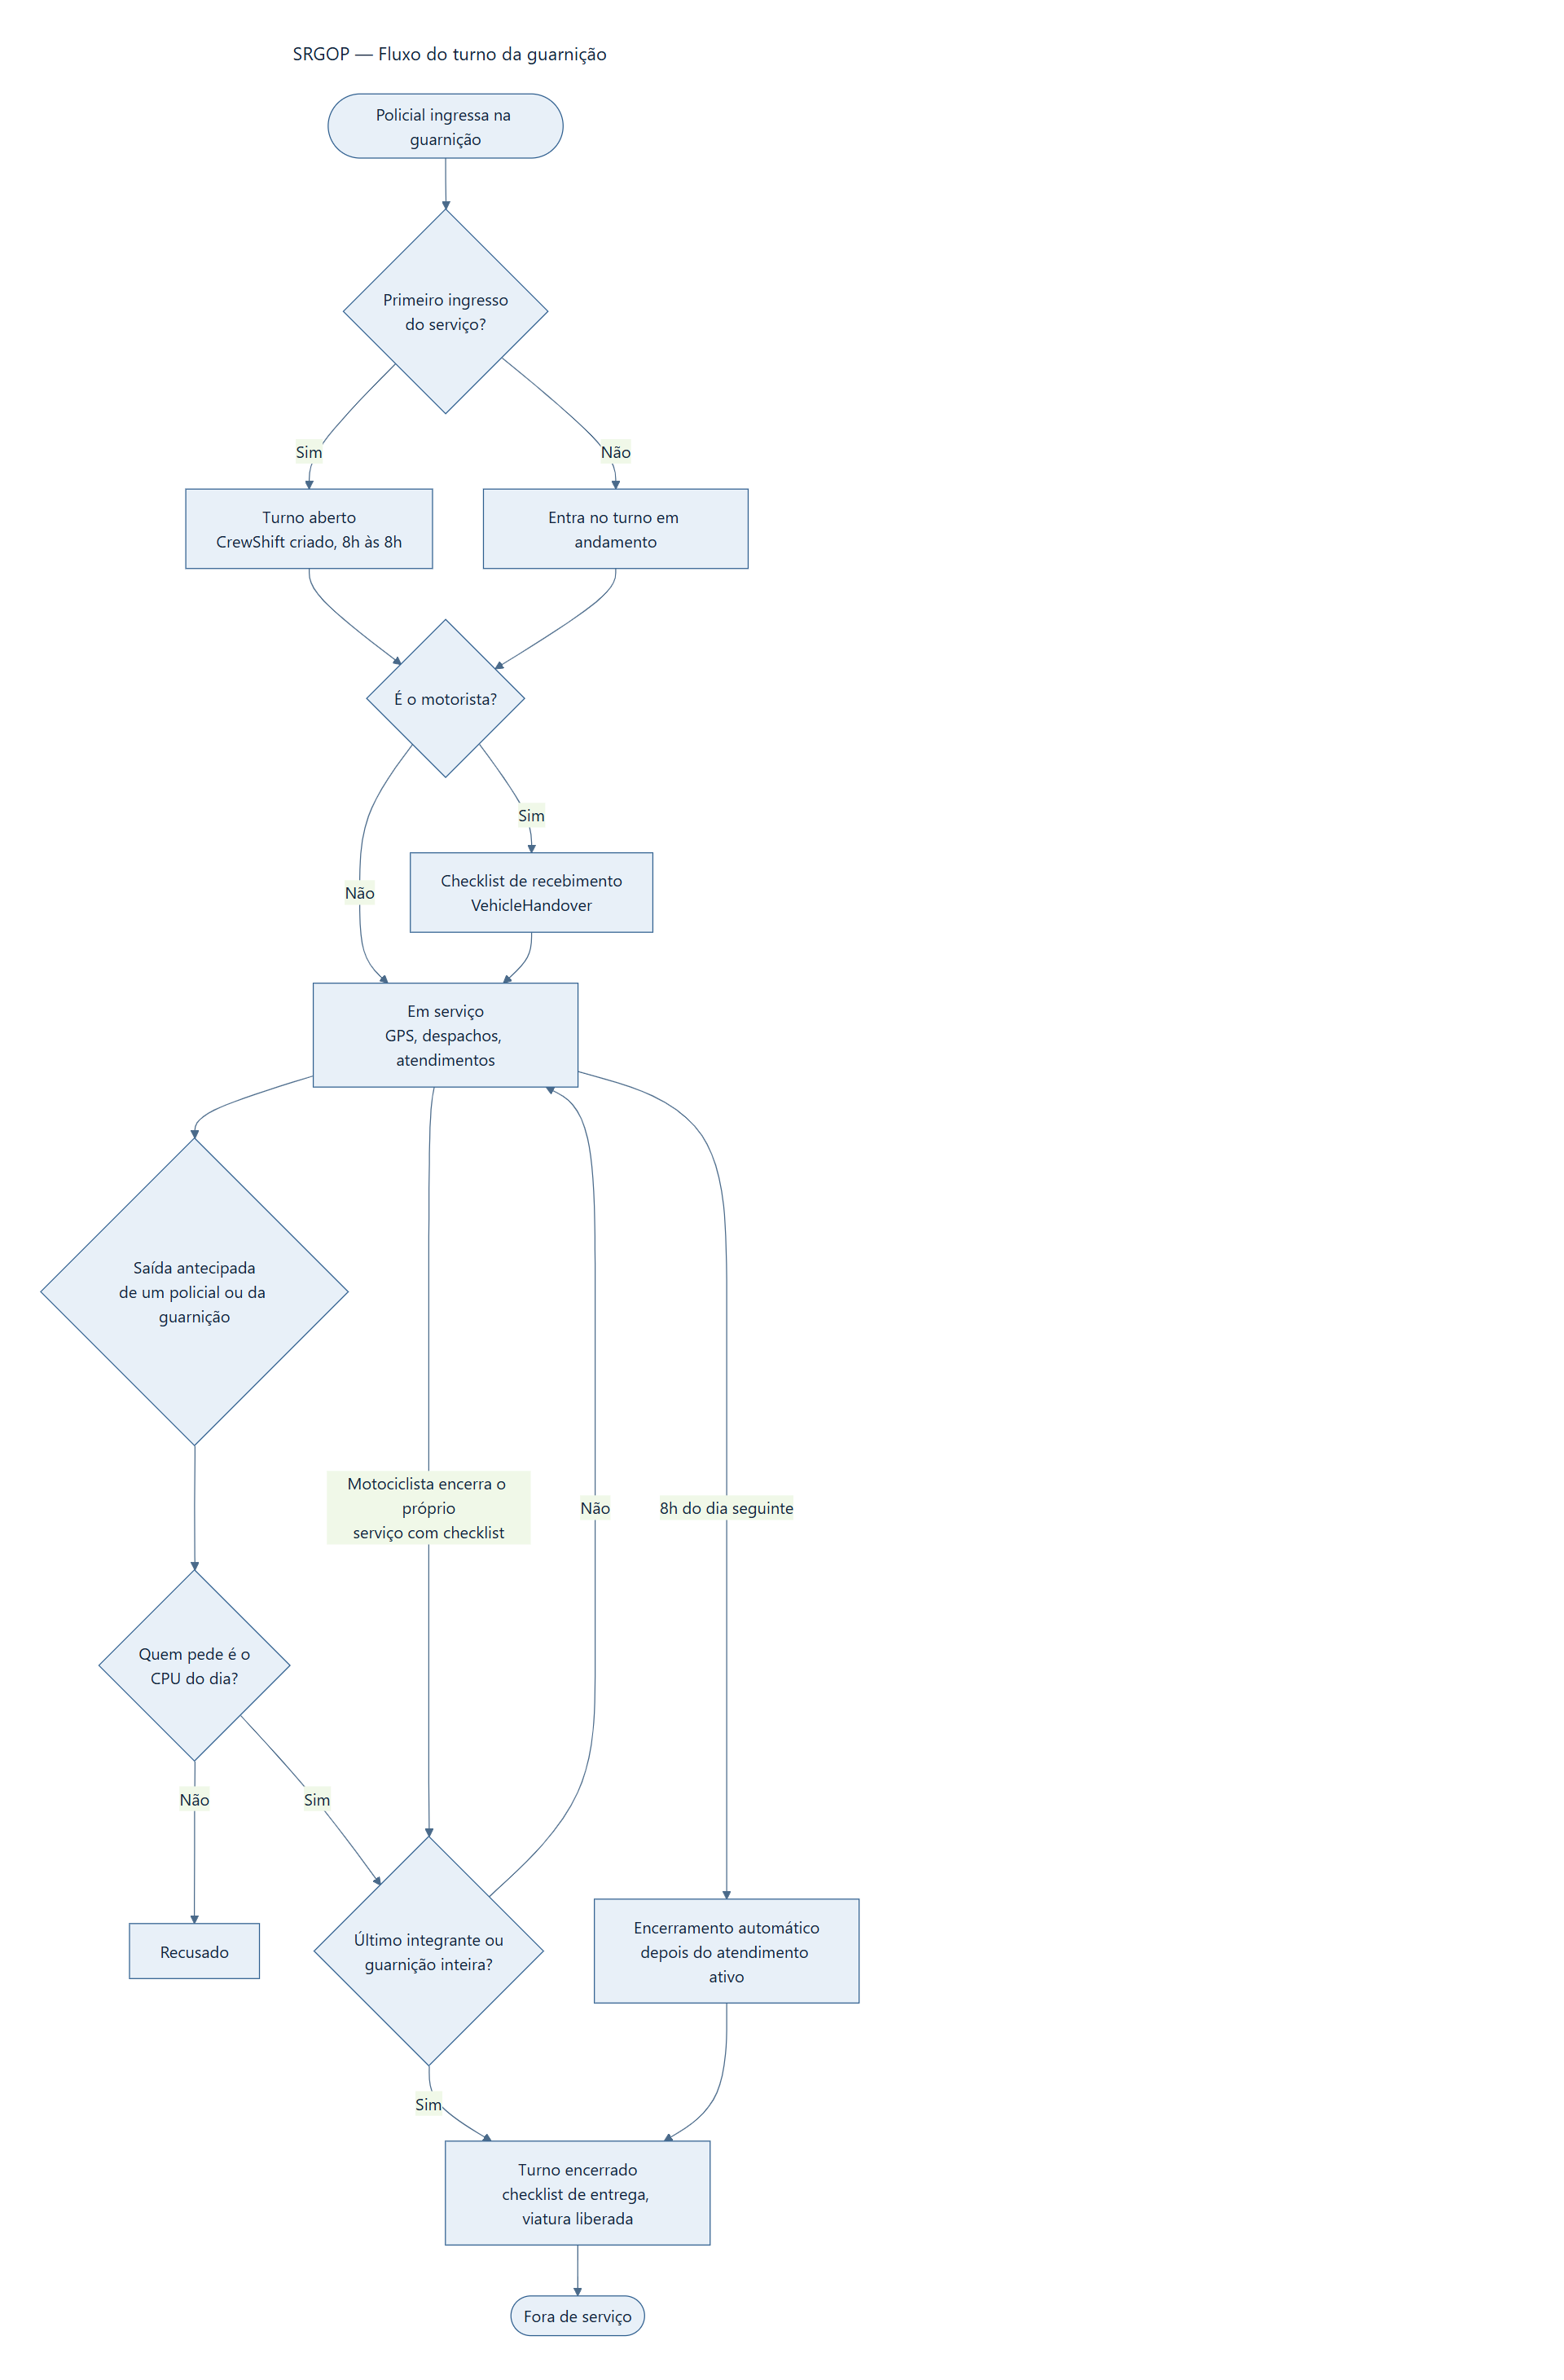 SRGOP — Fluxo do turno da guarnição
Policial ingressa na
guarnição
Primeiro ingresso
do serviço?
Sim
Não
Turno aberto
CrewShift criado, 8h às 8h
Entra no turno em
andamento
É o motorista?
Sim
Checklist de recebimento
VehicleHandover
Não
Em serviço
GPS, despachos,
atendimentos
Saída antecipada
de um policial ou da
guarnição
Motociclista encerra o
próprio
serviço com checklist
Não
8h do dia seguinte
Quem pede é o
CPU do dia?
Não
Sim
Recusado
Último integrante ou
guarnição inteira?
Encerramento automático
depois do atendimento
ativo
Sim
Turno encerrado
checklist de entrega,
viatura liberada
Fora de serviço